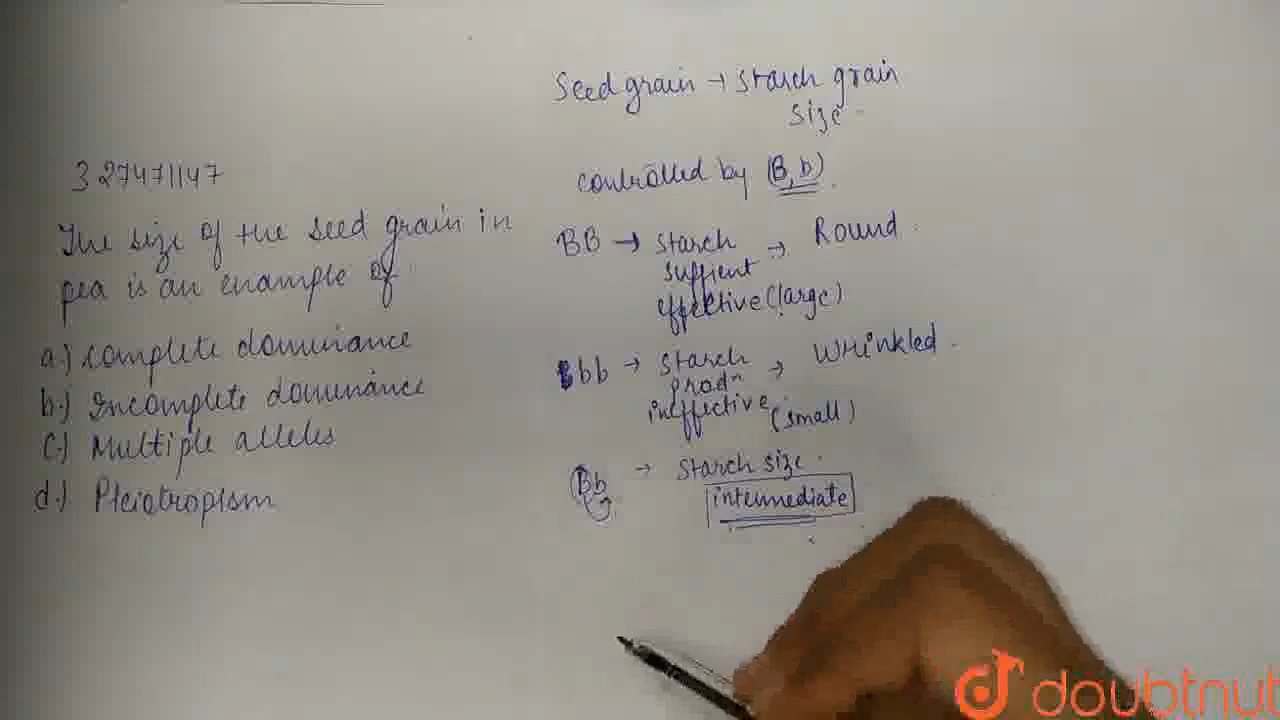 3 27471147
The size of the seed grain in
pea is an example of
a.) complete dominance
b.) Incomplete dominance
c.) Multiple alleles
d.) Pleiotropism
Seed grain → starch grain
size
controlled by (B, b).
BB → starch → Round.
suffient
effective (large)
bb → starch → Wrinkled.
prodⁿ
ineffective (small)
Bb → starch size.
intermediate
doubtnut